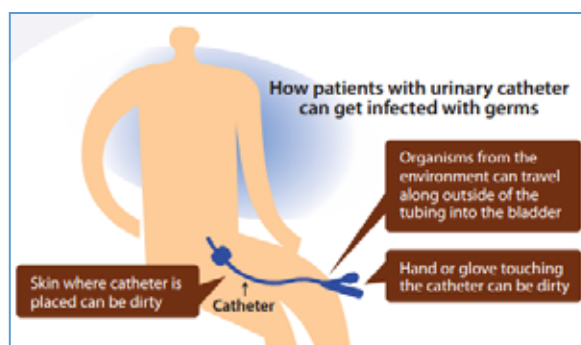 How patients with urinary catheter
can get infected with germs
Organisms from the
environment can travel
along outside of the
tubing into the bladder
Skin where catheter is
placed can be dirty
Catheter
Hand or glove touching
the catheter can be dirty